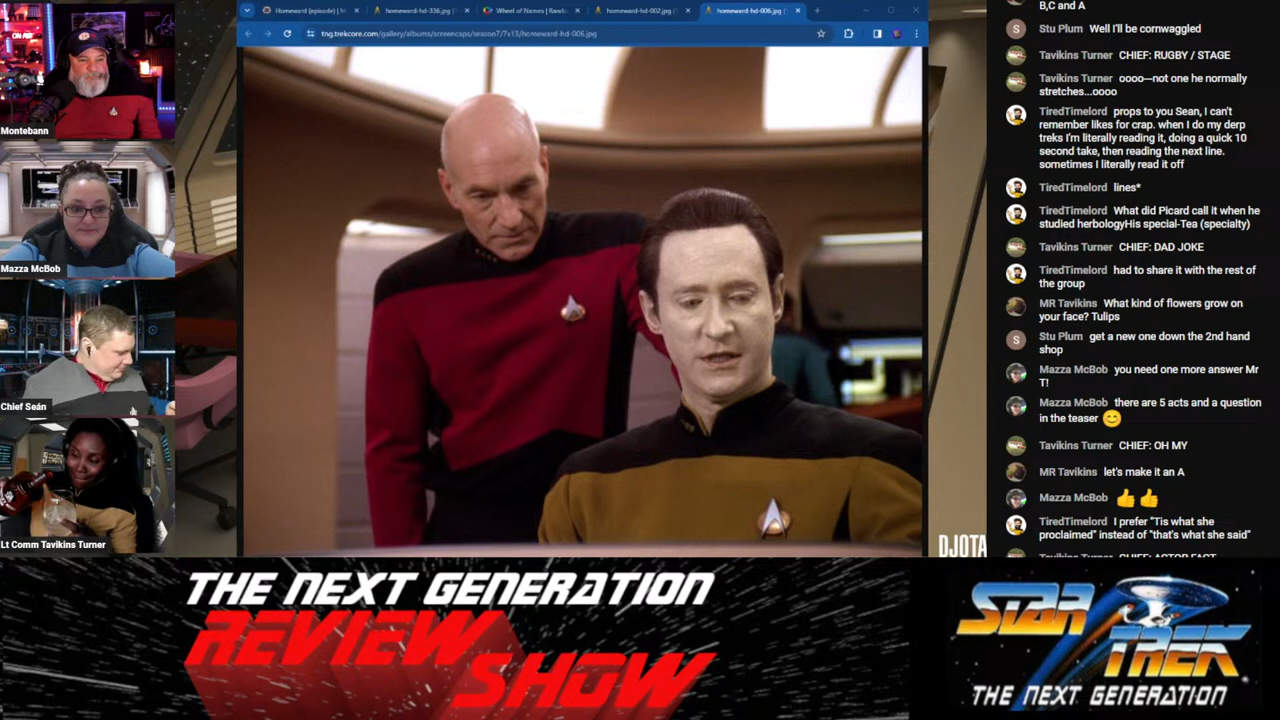 Homeward (episode) | M
homeward-hd-336.jpg
Wheel of Names | Rando
homeward-hd-002.jpg
homeward-hd-006.jpg
tng.trekcore.com/gallery/albums/screencaps/season7/7x13/homeward-hd-006.jpg
ON AIR
Montebann
Mazza McBob
Chief Seán
Lt Comm Tavikins Turner
DJOTA
B,C and A
S Stu Plum Well I'll be cornwaggled
Tavikins Turner CHIEF: RUGBY / STAGE
Tavikins Turner oooo—not one he normally
stretches...oooo
TiredTimelord props to you Sean, I can't
remember likes for crap. when I do my derp
treks I'm literally reading it, doing a quick 10
second take, then reading the next line.
sometimes I literally read it off
TiredTimelord lines*
TiredTimelord What did Picard call it when he
studied herbologyHis special-Tea (specialty)
Tavikins Turner CHIEF: DAD JOKE
TiredTimelord had to share it with the rest of
the group
MR Tavikins What kind of flowers grow on
your face? Tulips
S Stu Plum get a new one down the 2nd hand
shop
Mazza McBob you need one more answer Mr
T!
Mazza McBob there are 5 acts and a question
in the teaser 😊
Tavikins Turner CHIEF: OH MY
MR Tavikins let's make it an A
Mazza McBob 👍👍
TiredTimelord I prefer "Tis what she
proclaimed" instead of "that's what she said"
Tavikins Turner CHIEF: ACTOR FACT
THE NEXT GENERATION
REVIEW
SHOW
STAR
TREK
THE NEXT GENERATION